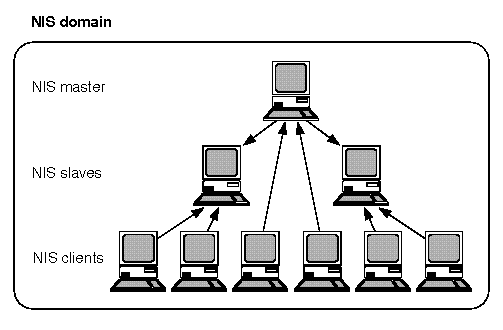 NIS domain
NIS master
NIS slaves
NIS clients